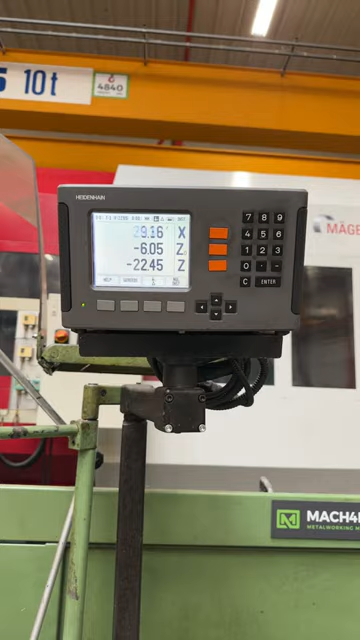 10t
4840
HEIDENHAIN
29.16 X
-6.05 Z
-22.45 Z
7 8 9
4 5 6
1 2 3
0 . -
C ENTER
MÄGE
MACH4
METALWORKING M